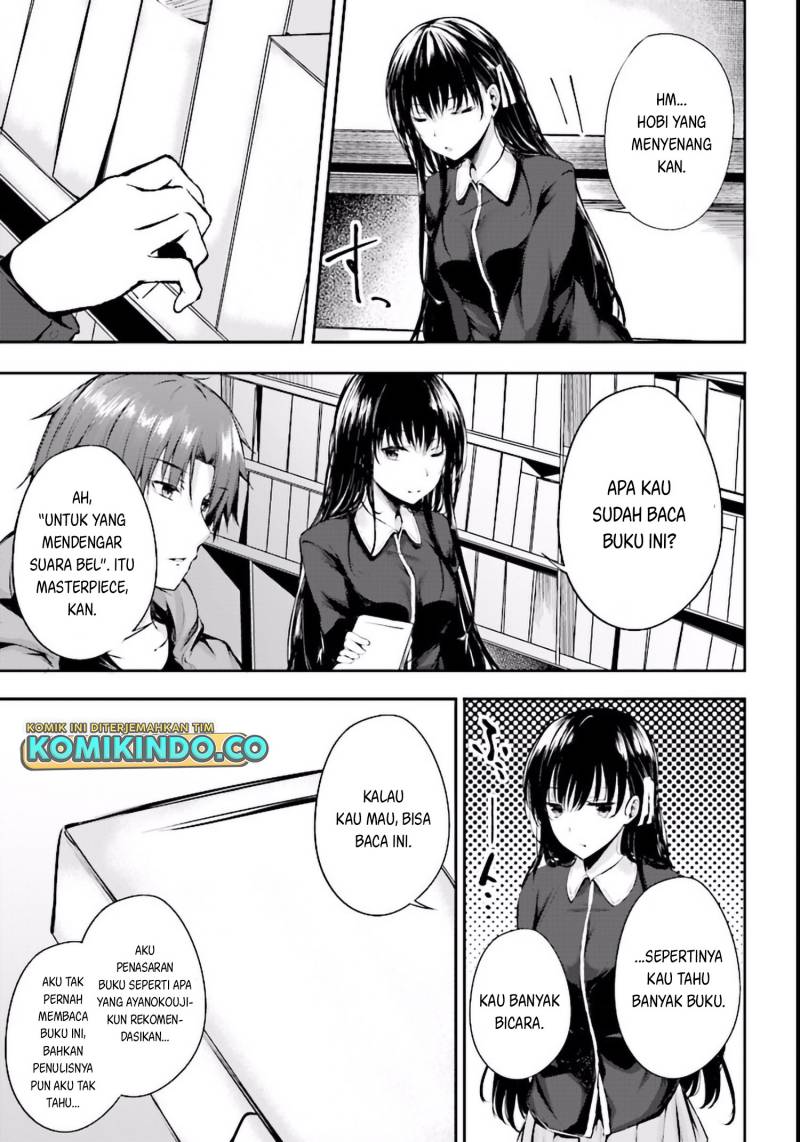 HM...
HOBI YANG
MENYENANG
KAN.
APA KAU
SUDAH BACA
BUKU INI?
AH,
"UNTUK YANG
MENDENGAR
SUARA BEL". ITU
MASTERPIECE,
KAN.
...SEPERTINYA
KAU TAHU
BANYAK BUKU.
KAU BANYAK
BICARA.
KALAU
KAU MAU, BISA
BACA INI.
AKU
PENASARAN
BUKU SEPERTI APA
YANG AYANOKOUJI-
KUN REKOMEN-
DASIKAN...
AKU TAK
PERNAH
MEMBACA
BUKU INI,
BAHKAN
PENULISNYA
PUN AKU TAK
TAHU...
KOMIK INI DITERJEMAHKAN TIM
KOMIKINDO.CO